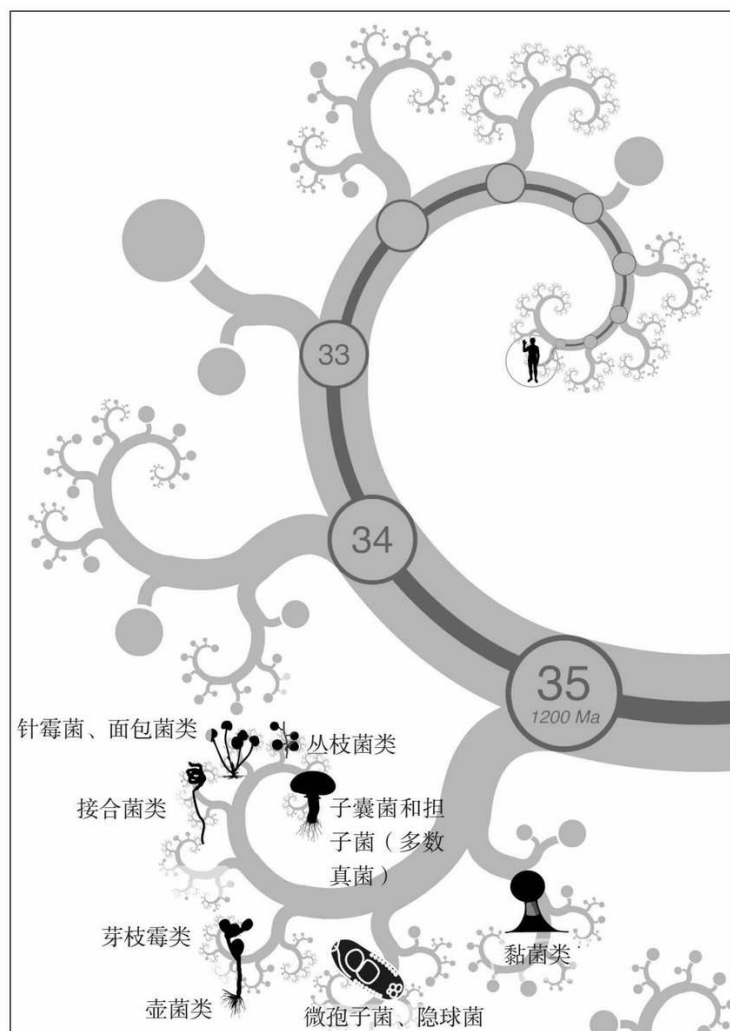 33
34
35
1200 Ma
针霉菌、面包菌类
丛枝菌类
接合菌类
子囊菌和担
子菌（多数
真菌）
芽枝霉类
黏菌类
壶菌类
微孢子菌、隐球菌